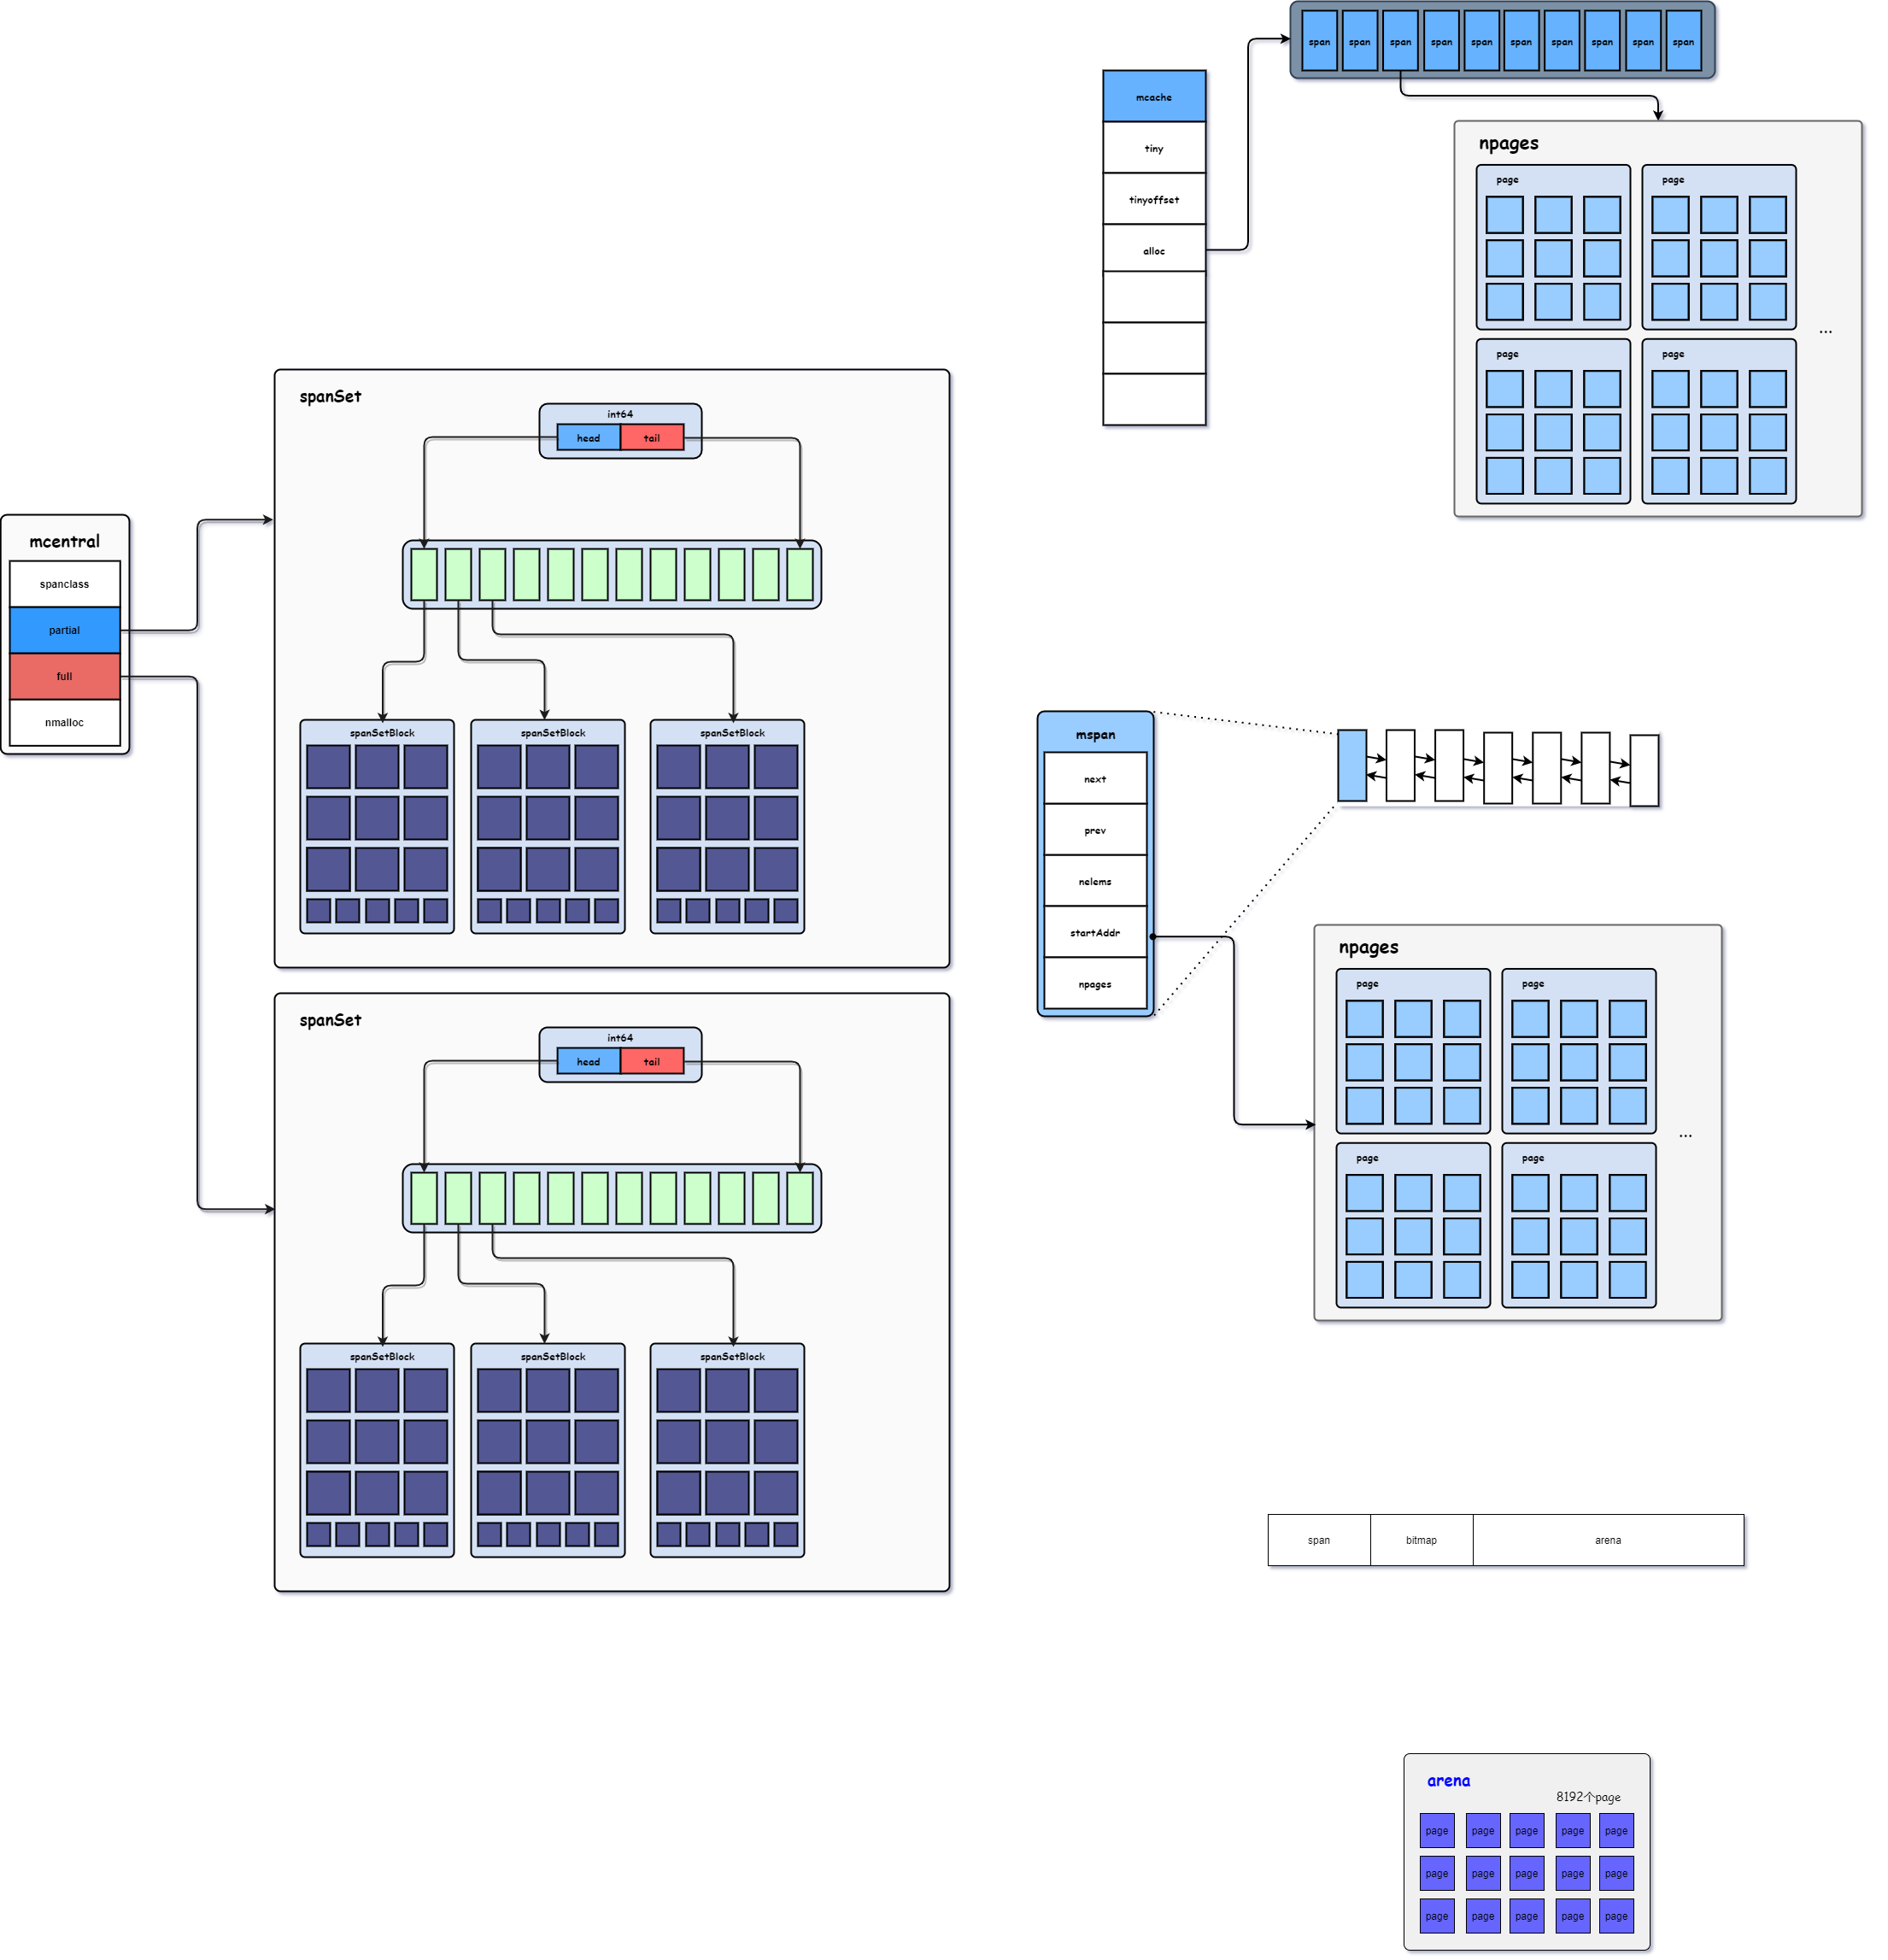 span span span span span span span span span span
mcache
tiny
tinyoffset
alloc
npages
page page
...
page page
spanSet
int64
head tail
spanSetBlock spanSetBlock spanSetBlock
mcentral
spanclass
partial
full
nmalloc
spanSet
int64
head tail
spanSetBlock spanSetBlock spanSetBlock
mspan
next
prev
nelems
startAddr
npages
npages
page page
...
page page
span bitmap arena
arena
8192个page
page page page page page
page page page page page
page page page page page